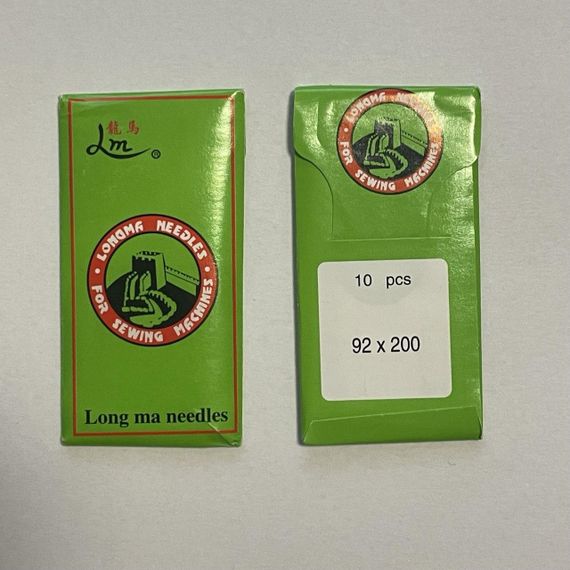 龍馬
Lm ®
LONGMA NEEDLES
FOR SEWING MACHINES
Long ma needles
LONGMA NEEDLES
FOR SEWING MACHINES
10 pcs
92 x 200